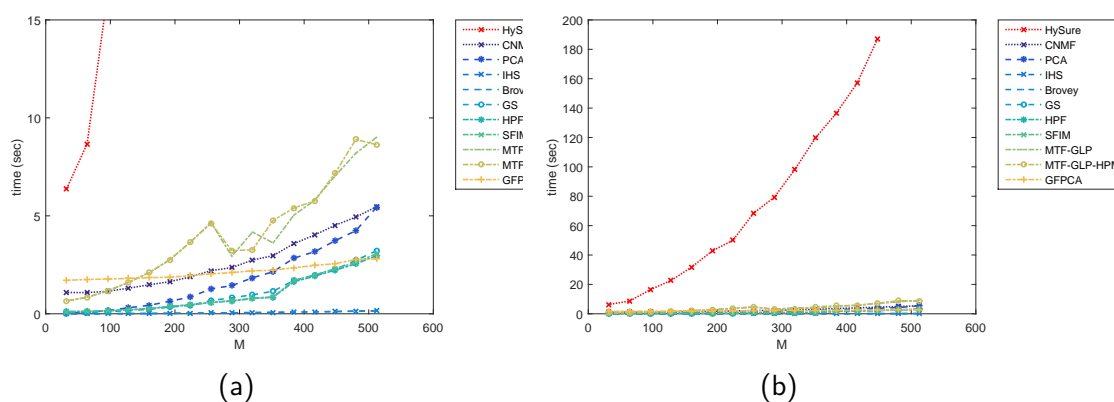 15
10
5
0
0
100
200
300
400
500
600
time (sec)
M
HyS
CNMF
PCA
IHS
Brov
GS
HPF
SFIM
MTF
MTF
GFP
(a)
200
180
160
140
120
100
80
60
40
20
0
0
100
200
300
400
500
600
time (sec)
M
HySure
CNMF
PCA
IHS
Brovey
GS
HPF
SFIM
MTF-GLP
MTF-GLP-HPM
GFPCA
(b)